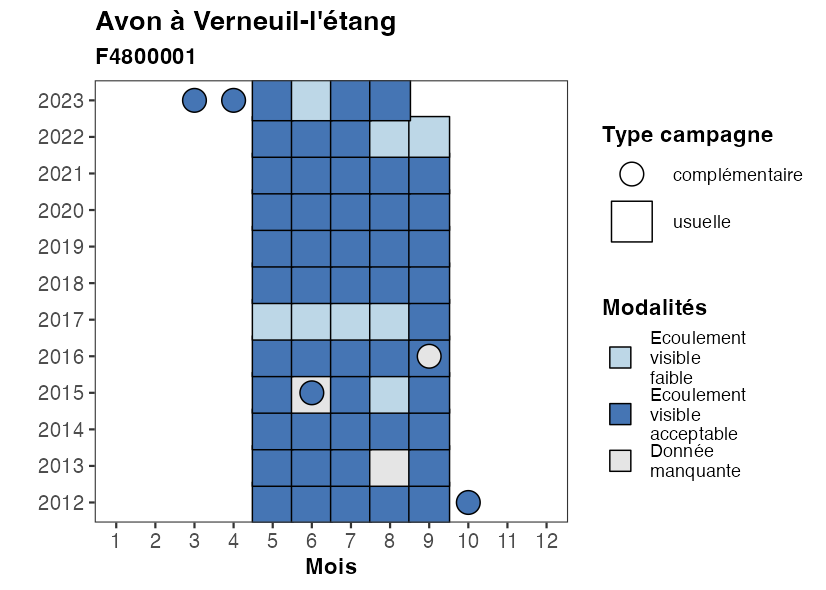 Avon à Verneuil-l'étang
F4800001
2023
2022
2021
2020
2019
2018
2017
2016
2015
2014
2013
2012
1 2 3 4 5 6 7 8 9 10 11 12
Mois
Type campagne
complémentaire
usuelle
Modalités
Ecoulement
visible
faible
Ecoulement
visible
acceptable
Donnée
manquante